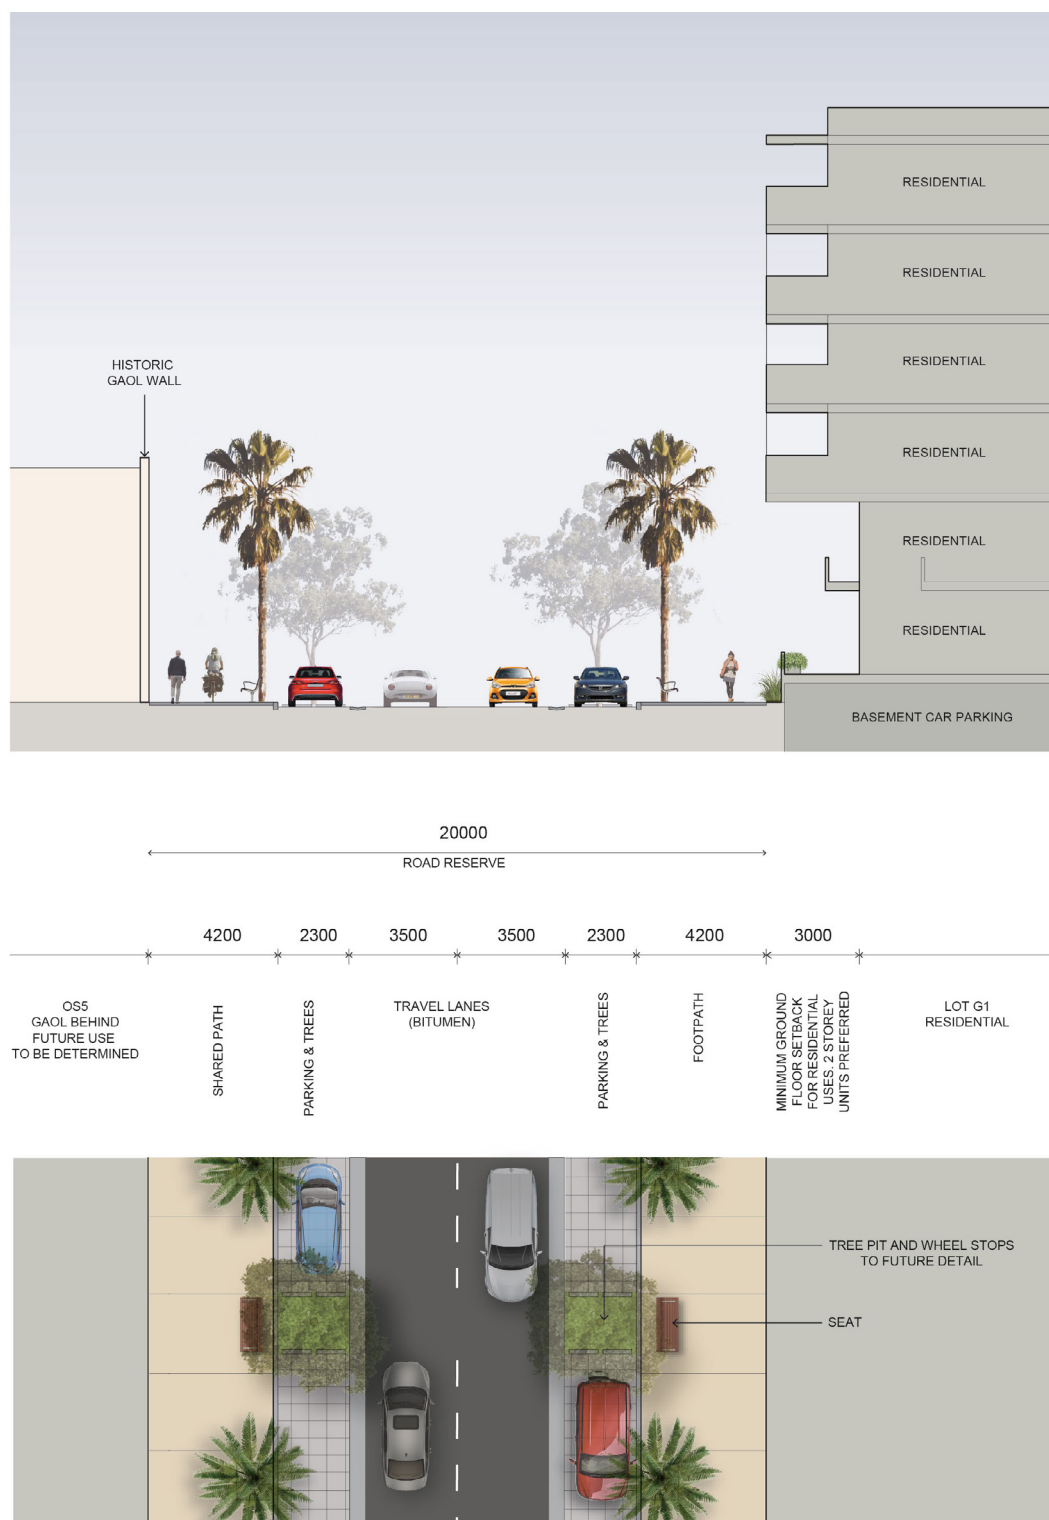 RESIDENTIAL
RESIDENTIAL
RESIDENTIAL
HISTORIC
GAOL WALL
RESIDENTIAL
RESIDENTIAL
RESIDENTIAL
BASEMENT CAR PARKING
20000
ROAD RESERVE
4200
2300
3500
3500
2300
4200
3000
OS5
GAOL BEHIND
FUTURE USE
TO BE DETERMINED
SHARED PATH
PARKING & TREES
TRAVEL LANES
(BITUMEN)
PARKING & TREES
FOOTPATH
MINIMUM GROUND
FLOOR SETBACK
FOR RESIDENTIAL
USES. 2 STOREY
UNITS PREFERRED
LOT G1
RESIDENTIAL
TREE PIT AND WHEEL STOPS
TO FUTURE DETAIL
SEAT